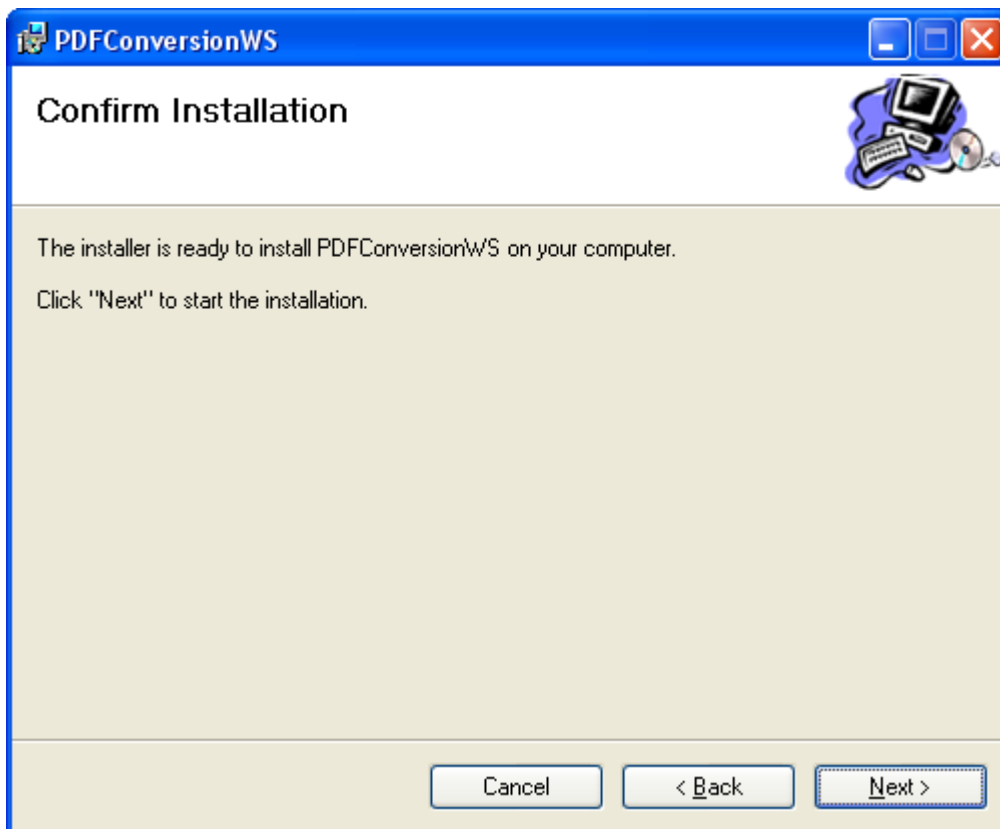 PDFConversionWS
Confirm Installation
The installer is ready to install PDFConversionWS on your computer.
Click "Next" to start the installation.
Cancel
< Back
Next >